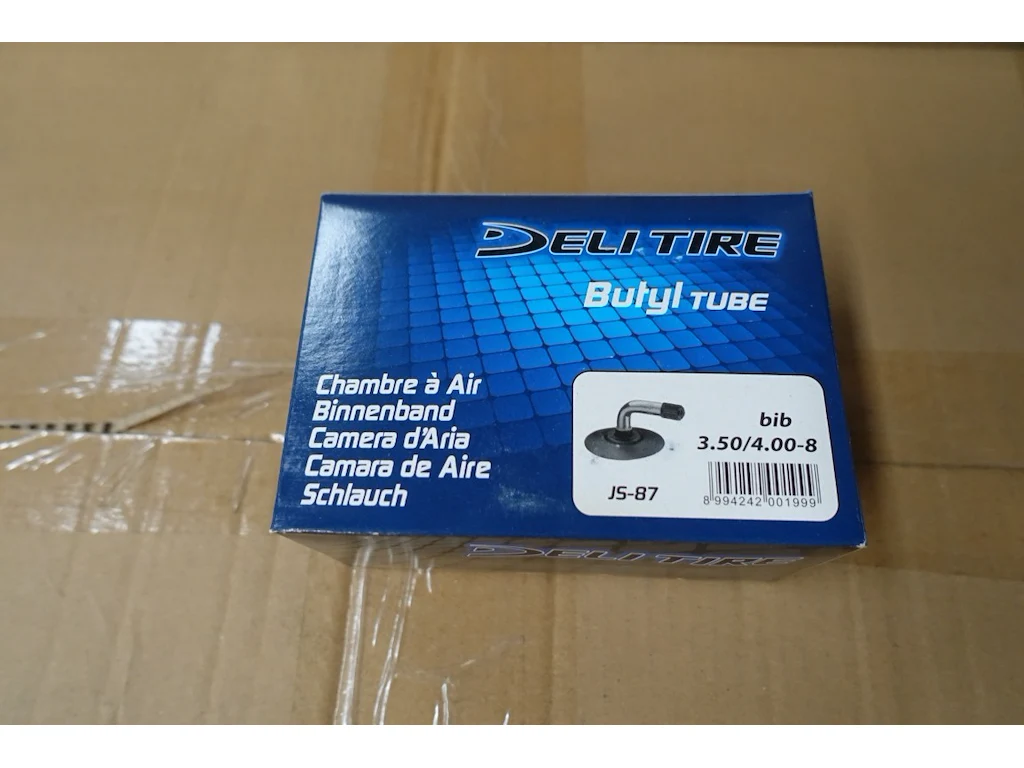 DELI TIRE
Butyl TUBE
Chambre à Air
Binnenband
Camera d'Aria
Camara de Aire
Schlauch
bib
3.50/4.00-8
JS-87
8 994242 001999
DELI TIRE